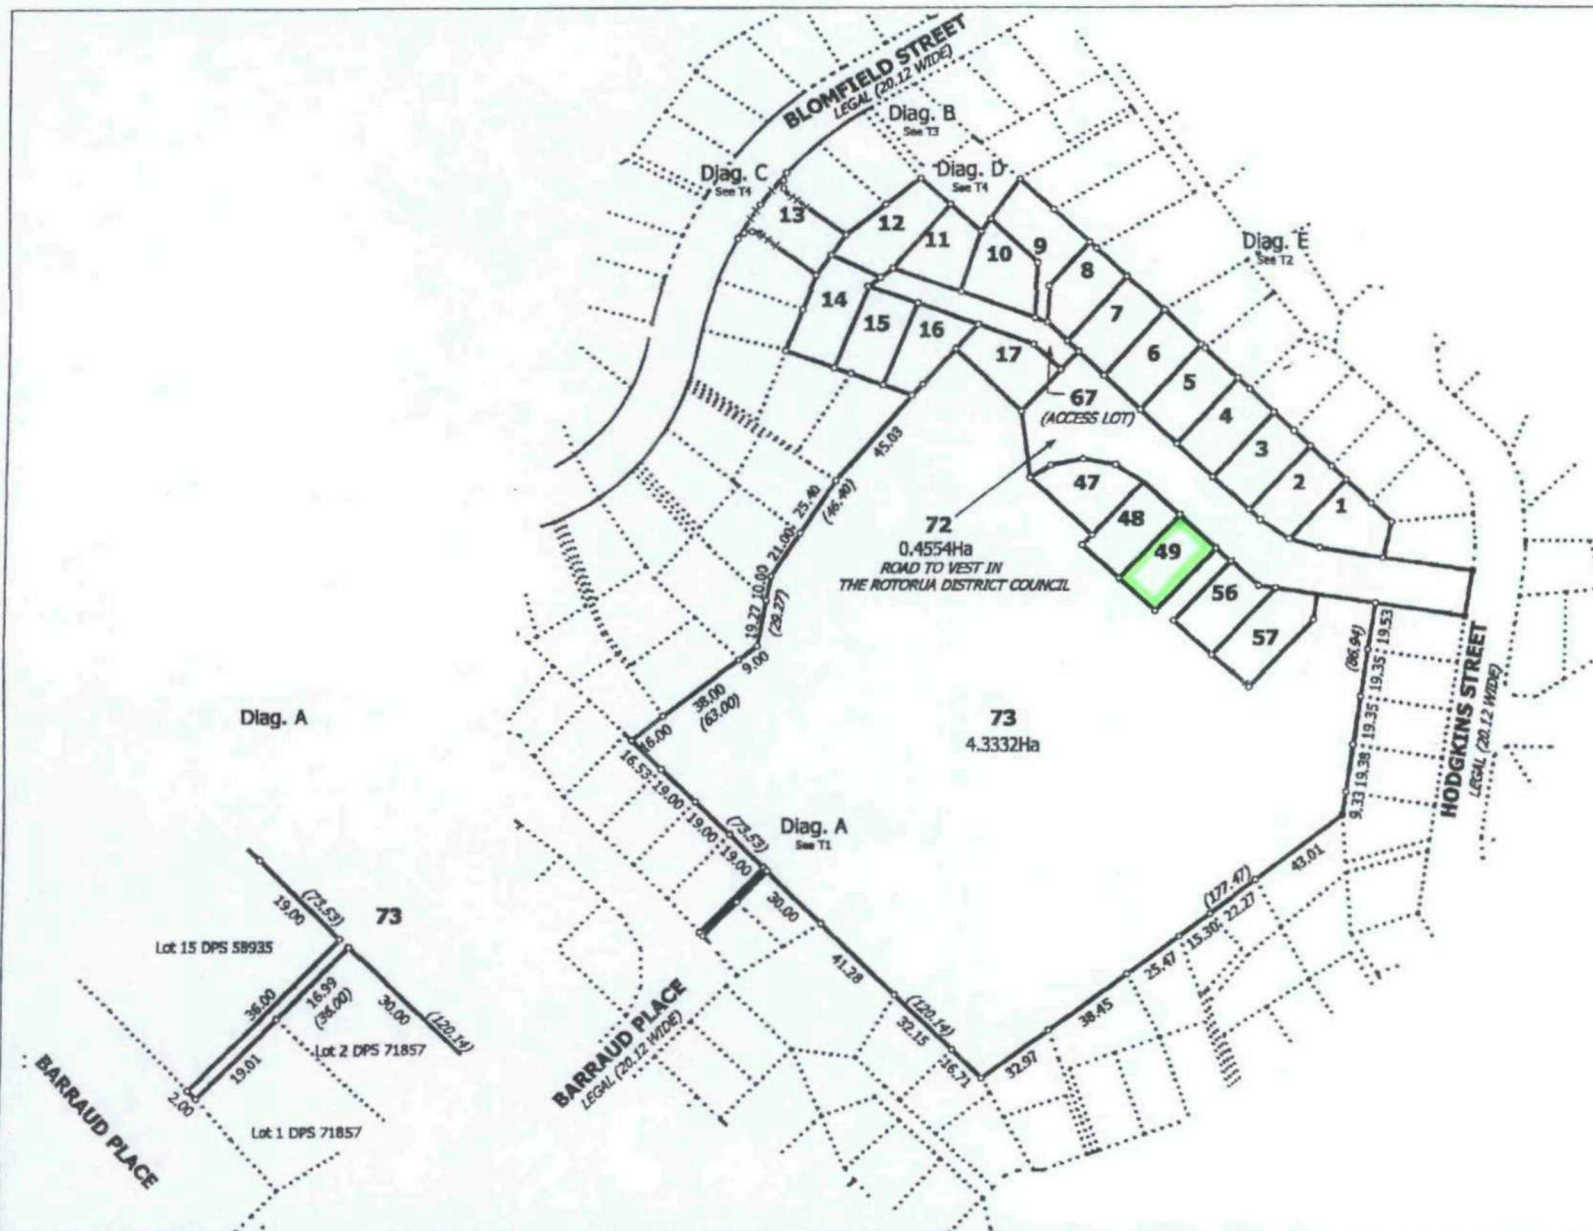 BLOMFIELD STREET
LEGAL (20.12 WIDE)
Diag. B
See T3
Diag. C
See T4
Diag. D
See T4
Diag. E
See T2
13
12
11
10
9
8
7
6
5
4
3
2
1
14
15
16
17
67
(ACCESS LOT)
47
48
49
56
57
72
0.4554Ha
ROAD TO VEST IN
THE ROTORUA DISTRICT COUNCIL
45.03
25.40
(46.40)
21.00
10.00
19.27
(29.27)
9.00
38.00
(63.00)
16.00
16.53
19.00
19.00
19.00
(73.53)
73
4.3332Ha
Diag. A
See T1
30.00
41.28
(120.14)
32.15
16.71
32.97
38.45
25.47
15.30
22.27
(177.47)
43.01
9.33
19.38
19.35
19.35
19.53
(86.94)
HODGKINS STREET
LEGAL (20.12 WIDE)
BARRAUD PLACE
LEGAL (20.12 WIDE)
Diag. A
19.00
(73.53)
73
Lot 15 DPS 58935
36.00
16.99
(36.00)
30.00
(120.14)
19.01
Lot 2 DPS 71857
2.00
Lot 1 DPS 71857
BARRAUD PLACE